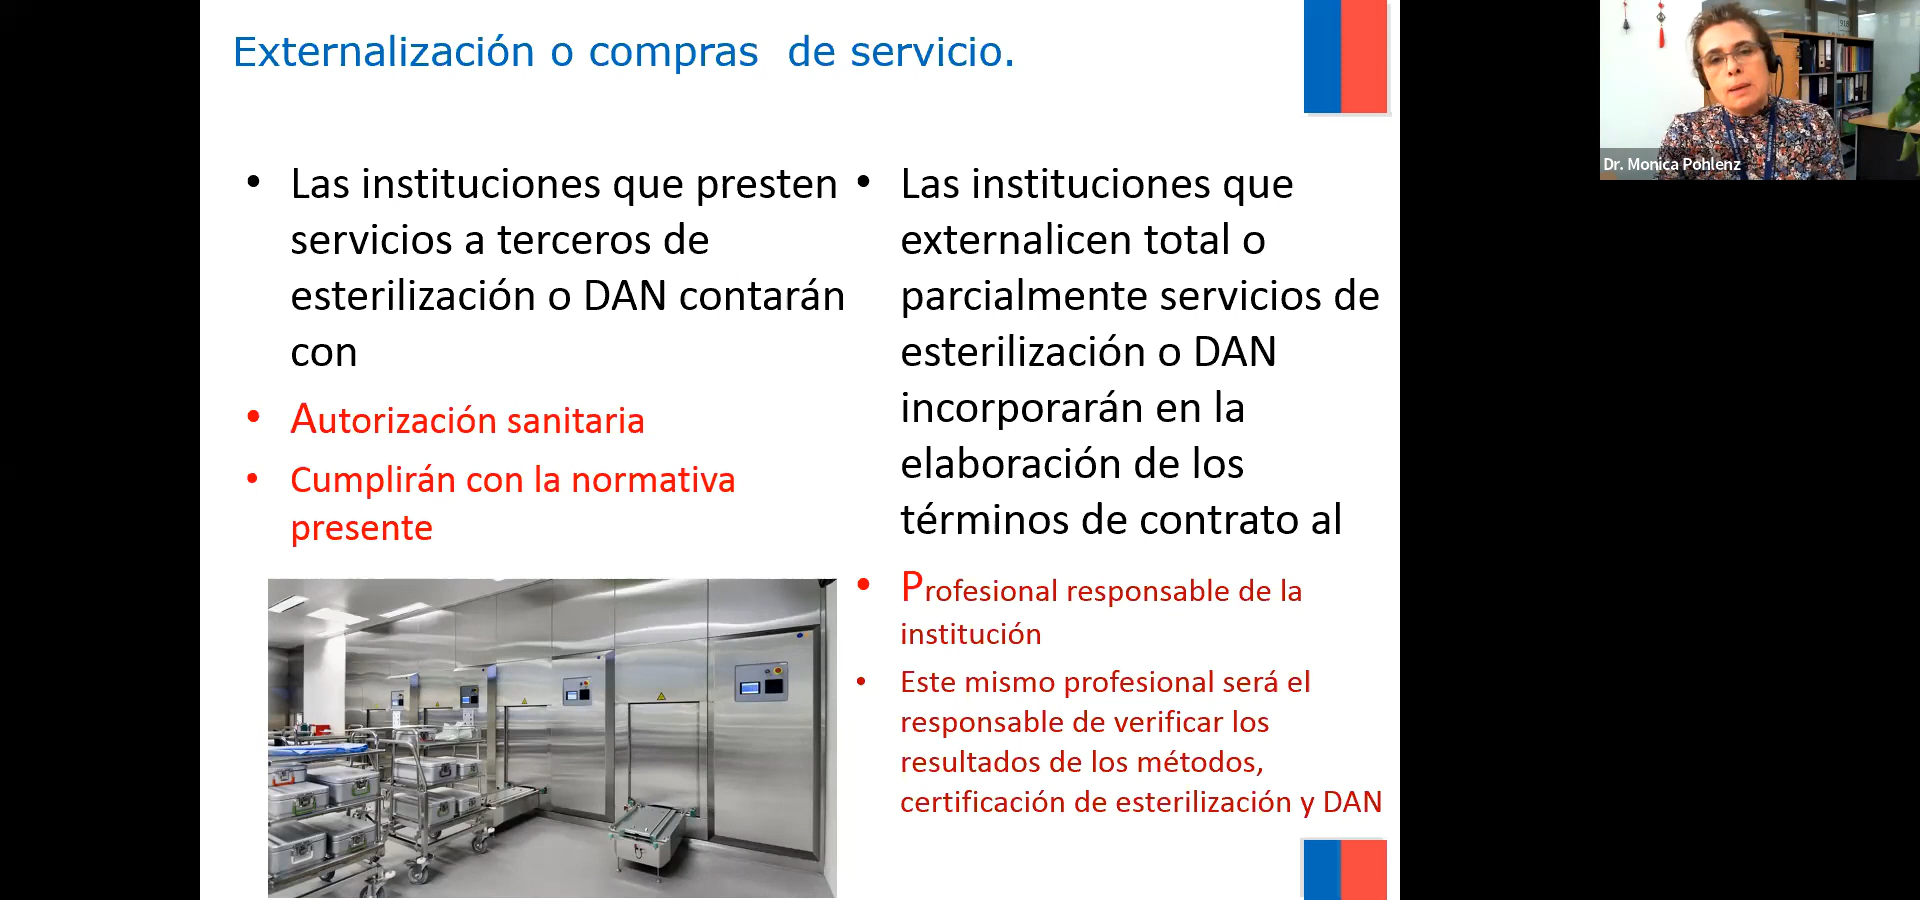 Externalización o compras  de servicio.
• Las instituciones que presten
servicios a terceros de
esterilización o DAN contarán
con
• Autorización sanitaria
• Cumplirán con la normativa
presente
• Las instituciones que
externalicen total o
parcialmente servicios de
esterilización o DAN
incorporarán en la
elaboración de los
términos de contrato al
• Profesional responsable de la
institución
• Este mismo profesional será el
responsable de verificar los
resultados de los métodos,
certificación de esterilización y DAN
Dr. Monica Pohlenz